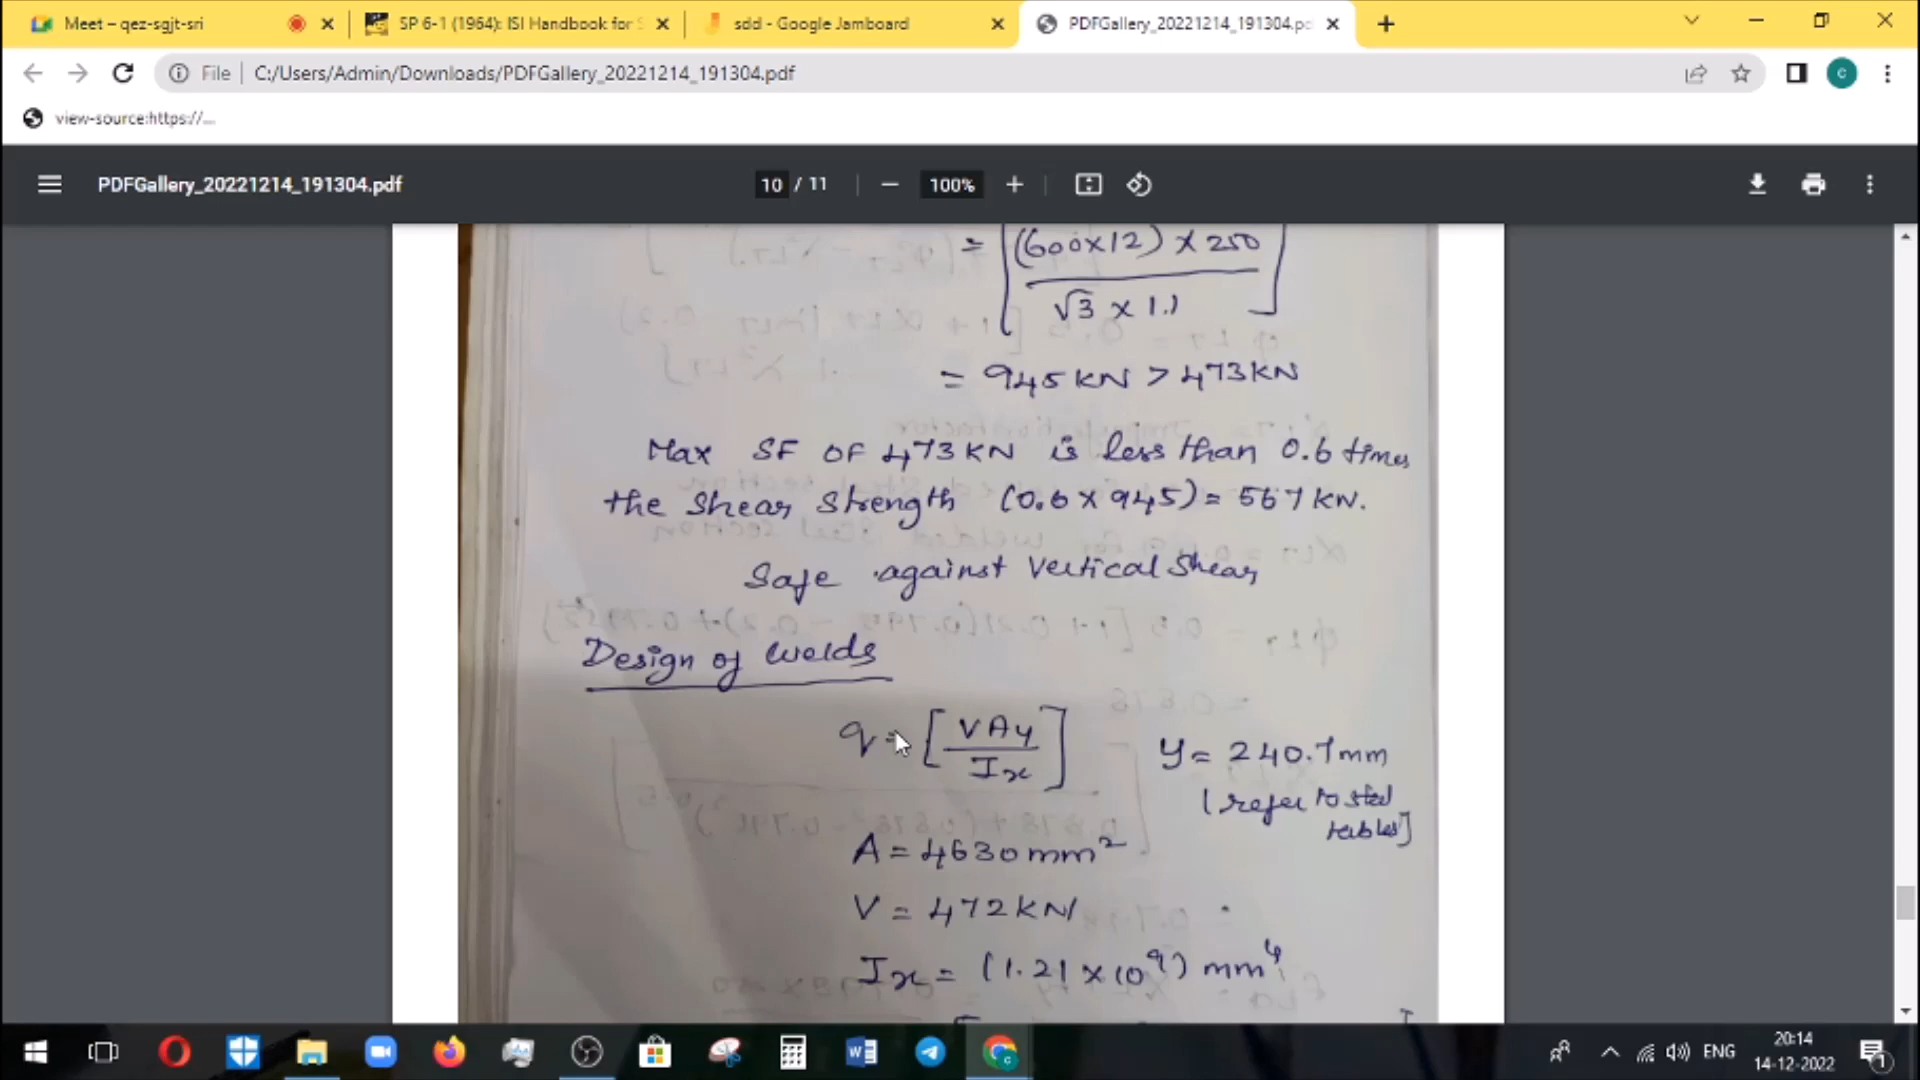 Meet – qez-sgjt-sri
SP 6-1 (1964): ISI Handbook for S
sdd - Google Jamboard
PDFGallery_20221214_191304.pd
File | C:/Users/Admin/Downloads/PDFGallery_20221214_191304.pdf
C
view-source:https://...
PDFGallery_20221214_191304.pdf
10 / 11
100%
= [(600×12) × 250
√3 × 1.1]
= 945 KN > 473 KN
Max SF OF 473 KN is less than 0.6 times
the Shear Strength (0.6 × 945) = 567 KN.
Safe against Vertical Shear
Design of Welds
q = [VAy
Ix]
y = 240.7 mm
(refer to steel
tables]
A = 4630 mm²
V = 472 KN
Ix = (1.21 × 10⁹) mm⁴
ENG
20:14
14-12-2022
1